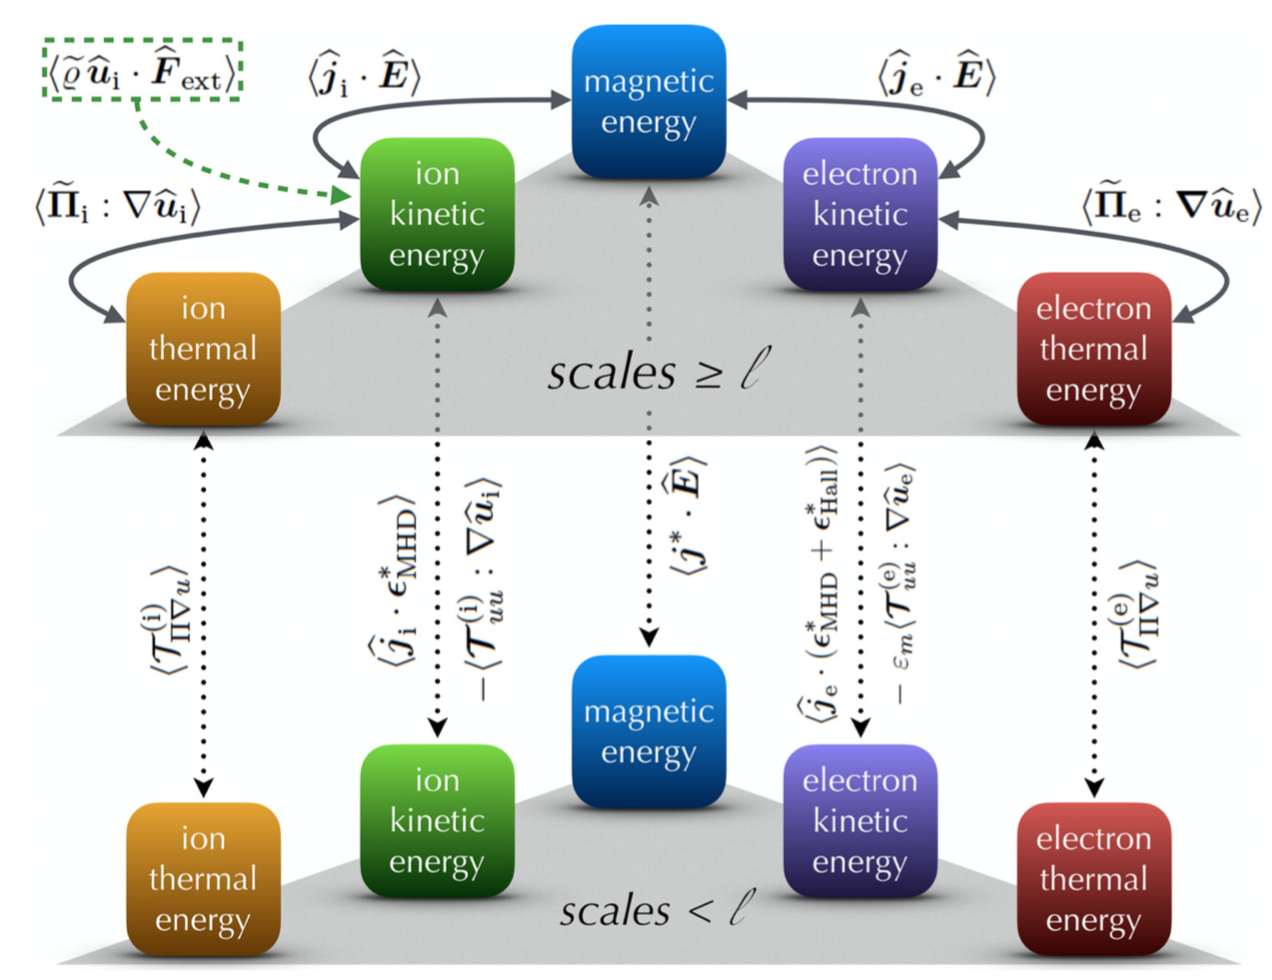 ⟨ϱ̃ û_i · F̂_ext⟩
⟨ĵ_i · Ê⟩
magnetic
energy
⟨ĵ_e · Ê⟩
⟨Π̃_i : ∇û_i⟩
ion
kinetic
energy
electron
kinetic
energy
⟨Π̃_e : ∇û_e⟩
ion
thermal
energy
scales ≥ ℓ
electron
thermal
energy
⟨𝒯^(i)_Π∇u⟩
⟨ĵ_i · ϵ*_MHD⟩
−⟨𝒯^(i)_uu : ∇û_i⟩
⟨j* · Ê⟩
⟨ĵ_e · (ϵ*_MHD + ϵ*_Hall)⟩
− ε_m⟨𝒯^(e)_uu : ∇û_e⟩
⟨𝒯^(e)_Π∇u⟩
magnetic
energy
ion
kinetic
energy
electron
kinetic
energy
ion
thermal
energy
scales < ℓ
electron
thermal
energy